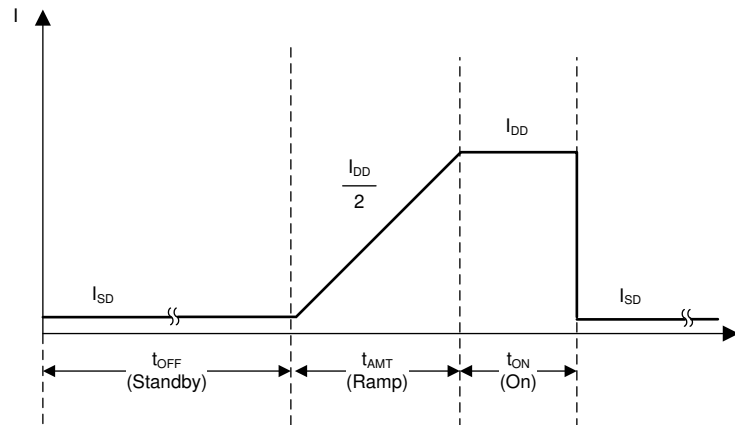 I
I_DD
I_DD
2
I_SD
I_SD
t_OFF
(Standby)
t_AMT
(Ramp)
t_ON
(On)